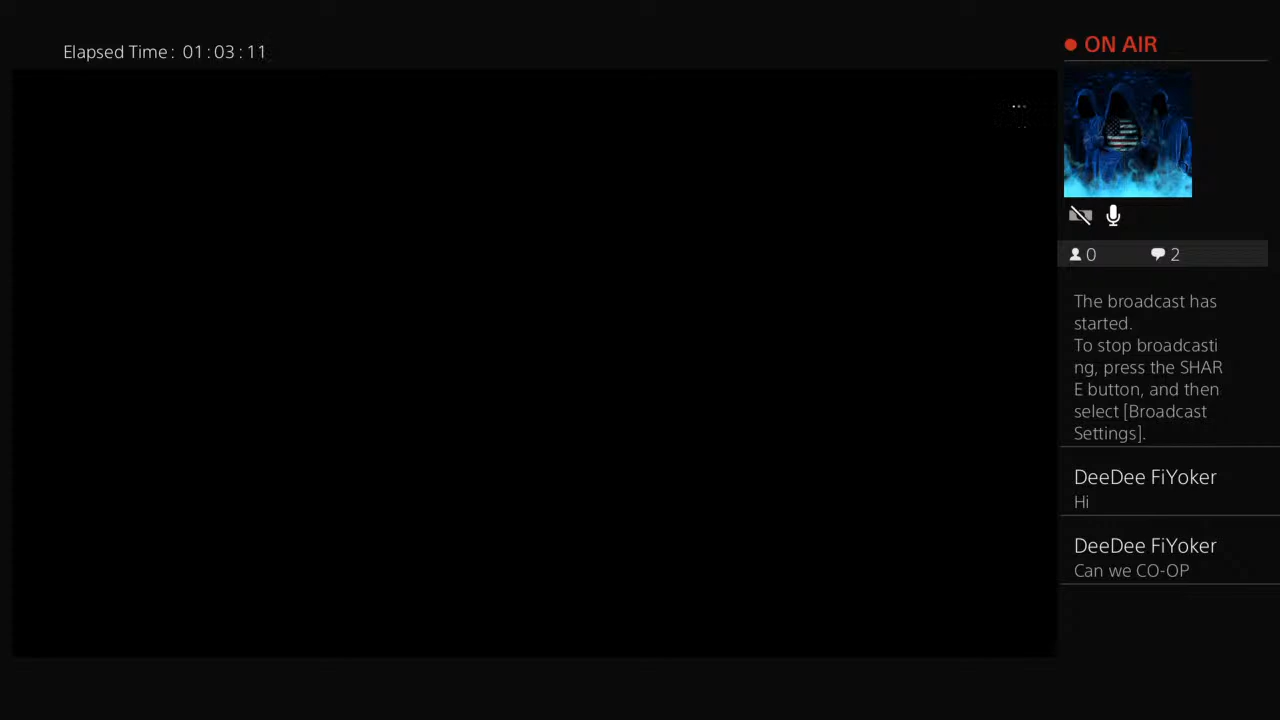 Elapsed Time: 01:03:11
ON AIR
0 2
The broadcast has
started.
To stop broadcasti
ng, press the SHAR
E button, and then
select [Broadcast
Settings].
DeeDee FiYoker
Hi
DeeDee FiYoker
Can we CO-OP